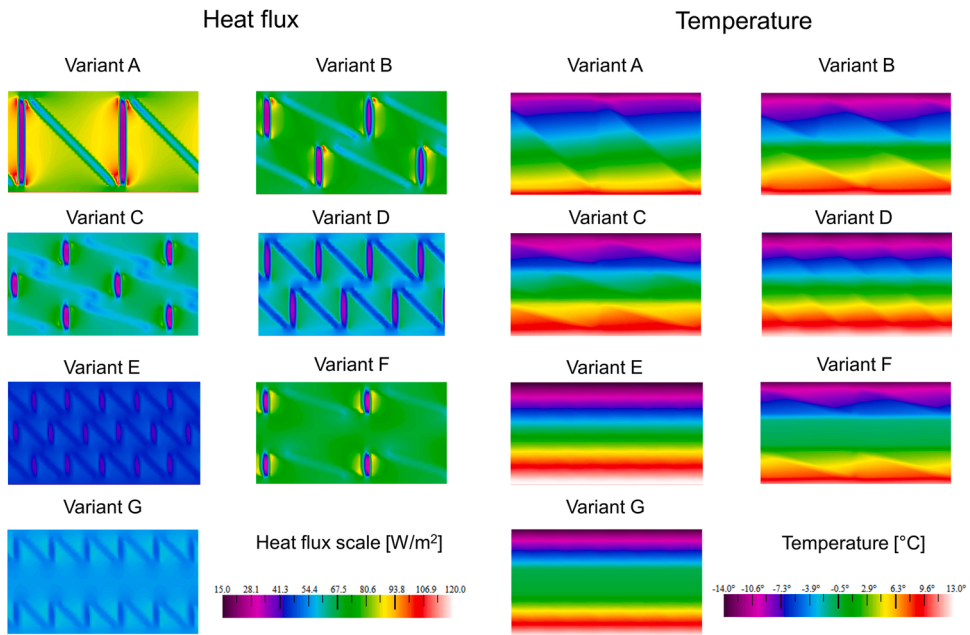 Heat flux
Temperature
Variant A
Variant B
Variant A
Variant B
Variant C
Variant D
Variant C
Variant D
Variant E
Variant F
Variant E
Variant F
Variant G
Variant G
Heat flux scale [W/m²]
Temperature [°C]
15.0 28.1 41.3 54.4 67.5 80.6 93.8 106.9 120.0
-14.0° -10.6° -7.3° -3.9° -0.5° 2.9° 6.3° 9.6° 13.0°